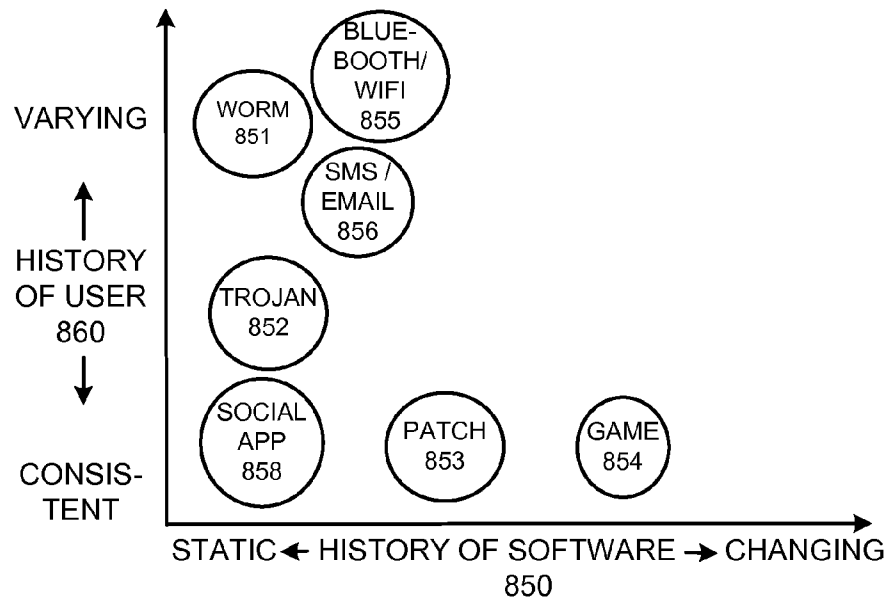 BLUE-
BOOTH/
WIFI
855
VARYING
WORM
851
SMS /
EMAIL
856
HISTORY
OF USER
860
TROJAN
852
SOCIAL
APP
858
PATCH
853
GAME
854
CONSIS-
TENT
STATIC HISTORY OF SOFTWARE CHANGING
850